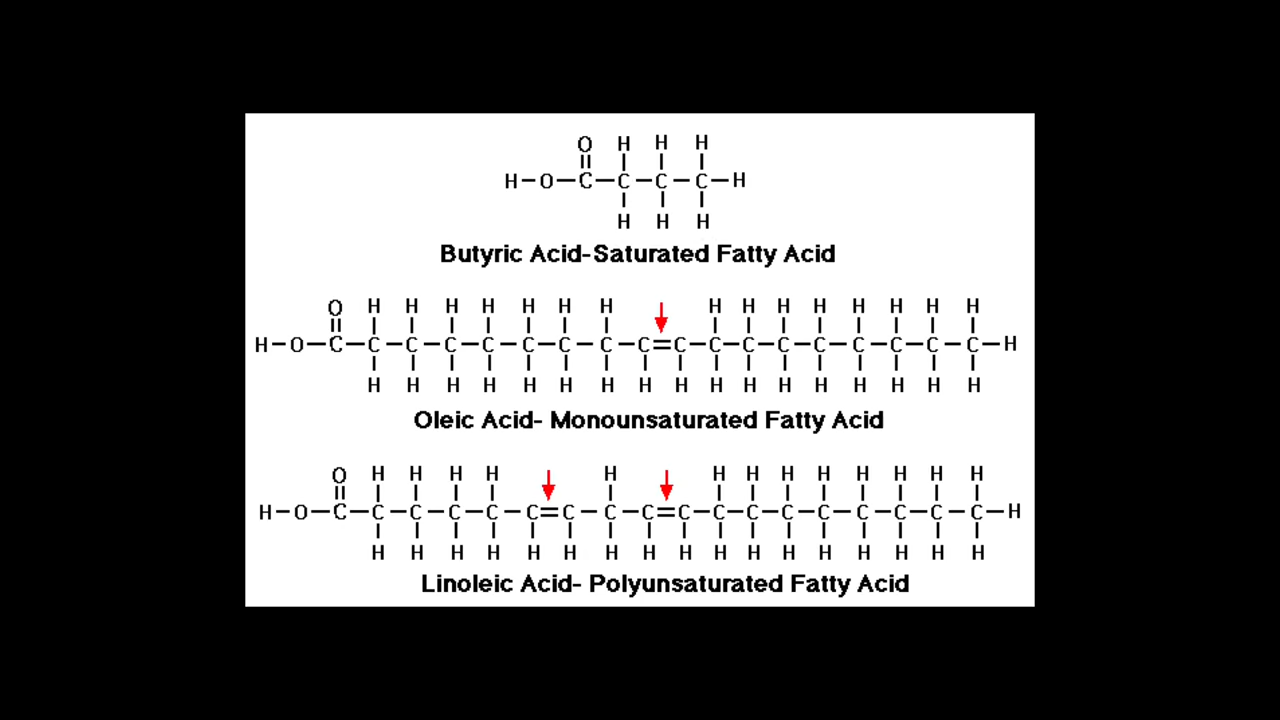 O H H H
H-O-C-C-C-C-H
H H H
Butyric Acid-Saturated Fatty Acid
O H H H H H H H H H H H H H H H
H-O-C-C-C-C-C-C-C-C-C=C-C-C-C-C-C-C-C-C-H
H H H H H H H H H H H H H H H H H
Oleic Acid- Monounsaturated Fatty Acid
O H H H H H H H H H H H H H
H-O-C-C-C-C-C-C=C-C-C=C-C-C-C-C-C-C-C-C-H
H H H H H H H H H H H H H H H H H
Linoleic Acid- Polyunsaturated Fatty Acid